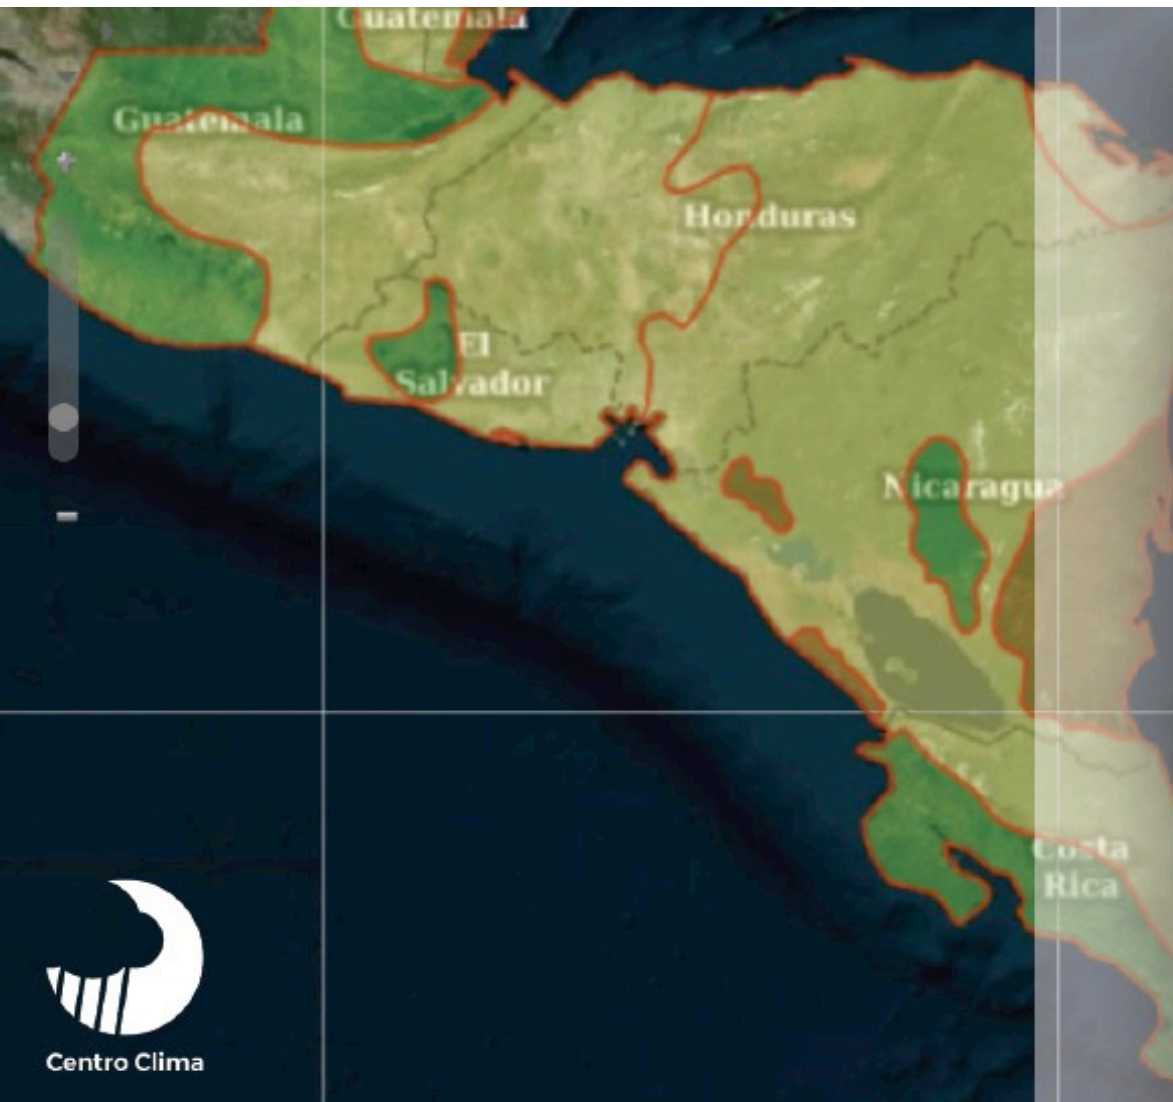 Guatemala
Guatemala
Honduras
El
Salvador
Nicaragua
Costa
Rica
Centro Clima